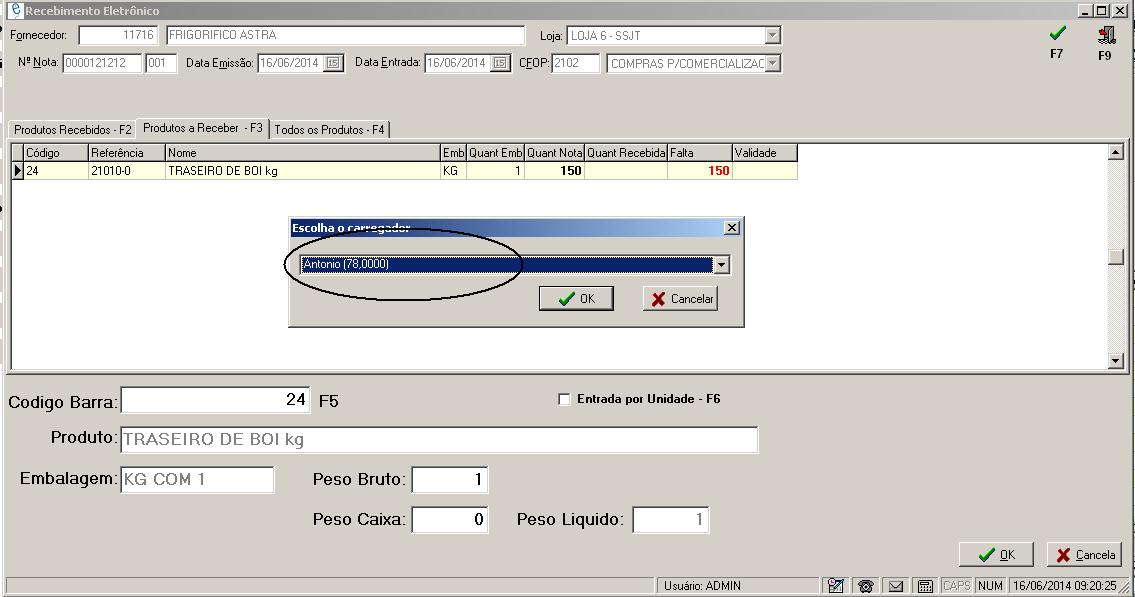 Recebimento Eletrônico
Fornecedor: 11716 FRIGORIFICO ASTRA Loja: LOJA 6 - SSJT
F7 F9
Nº Nota: 0000121212 001 Data Emissão: 16/06/2014 15 Data Entrada: 16/06/2014 15 CFOP: 2102 COMPRAS P/COMERCIALIZAC
Produtos Recebidos - F2 Produtos a Receber - F3 Todos os Produtos - F4
Código Referência Nome Emb Quant Emb Quant Nota Quant Recebida Falta Validade
24 21010-0 TRASEIRO DE BOI kg KG 1 150 150
Escolha o carregador
Antonio (78,0000)
OK Cancelar
Codigo Barra: 24 F5 Entrada por Unidade - F6
Produto: TRASEIRO DE BOI kg
Embalagem: KG COM 1 Peso Bruto: 1
Peso Caixa: 0 Peso Liquido: 1
OK Cancela
Usuário: ADMIN CAPS NUM 16/06/2014 09:20:25